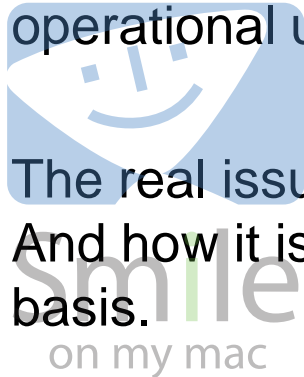 operational u
The real issu
And how it is
Smile
basis.
on my mac